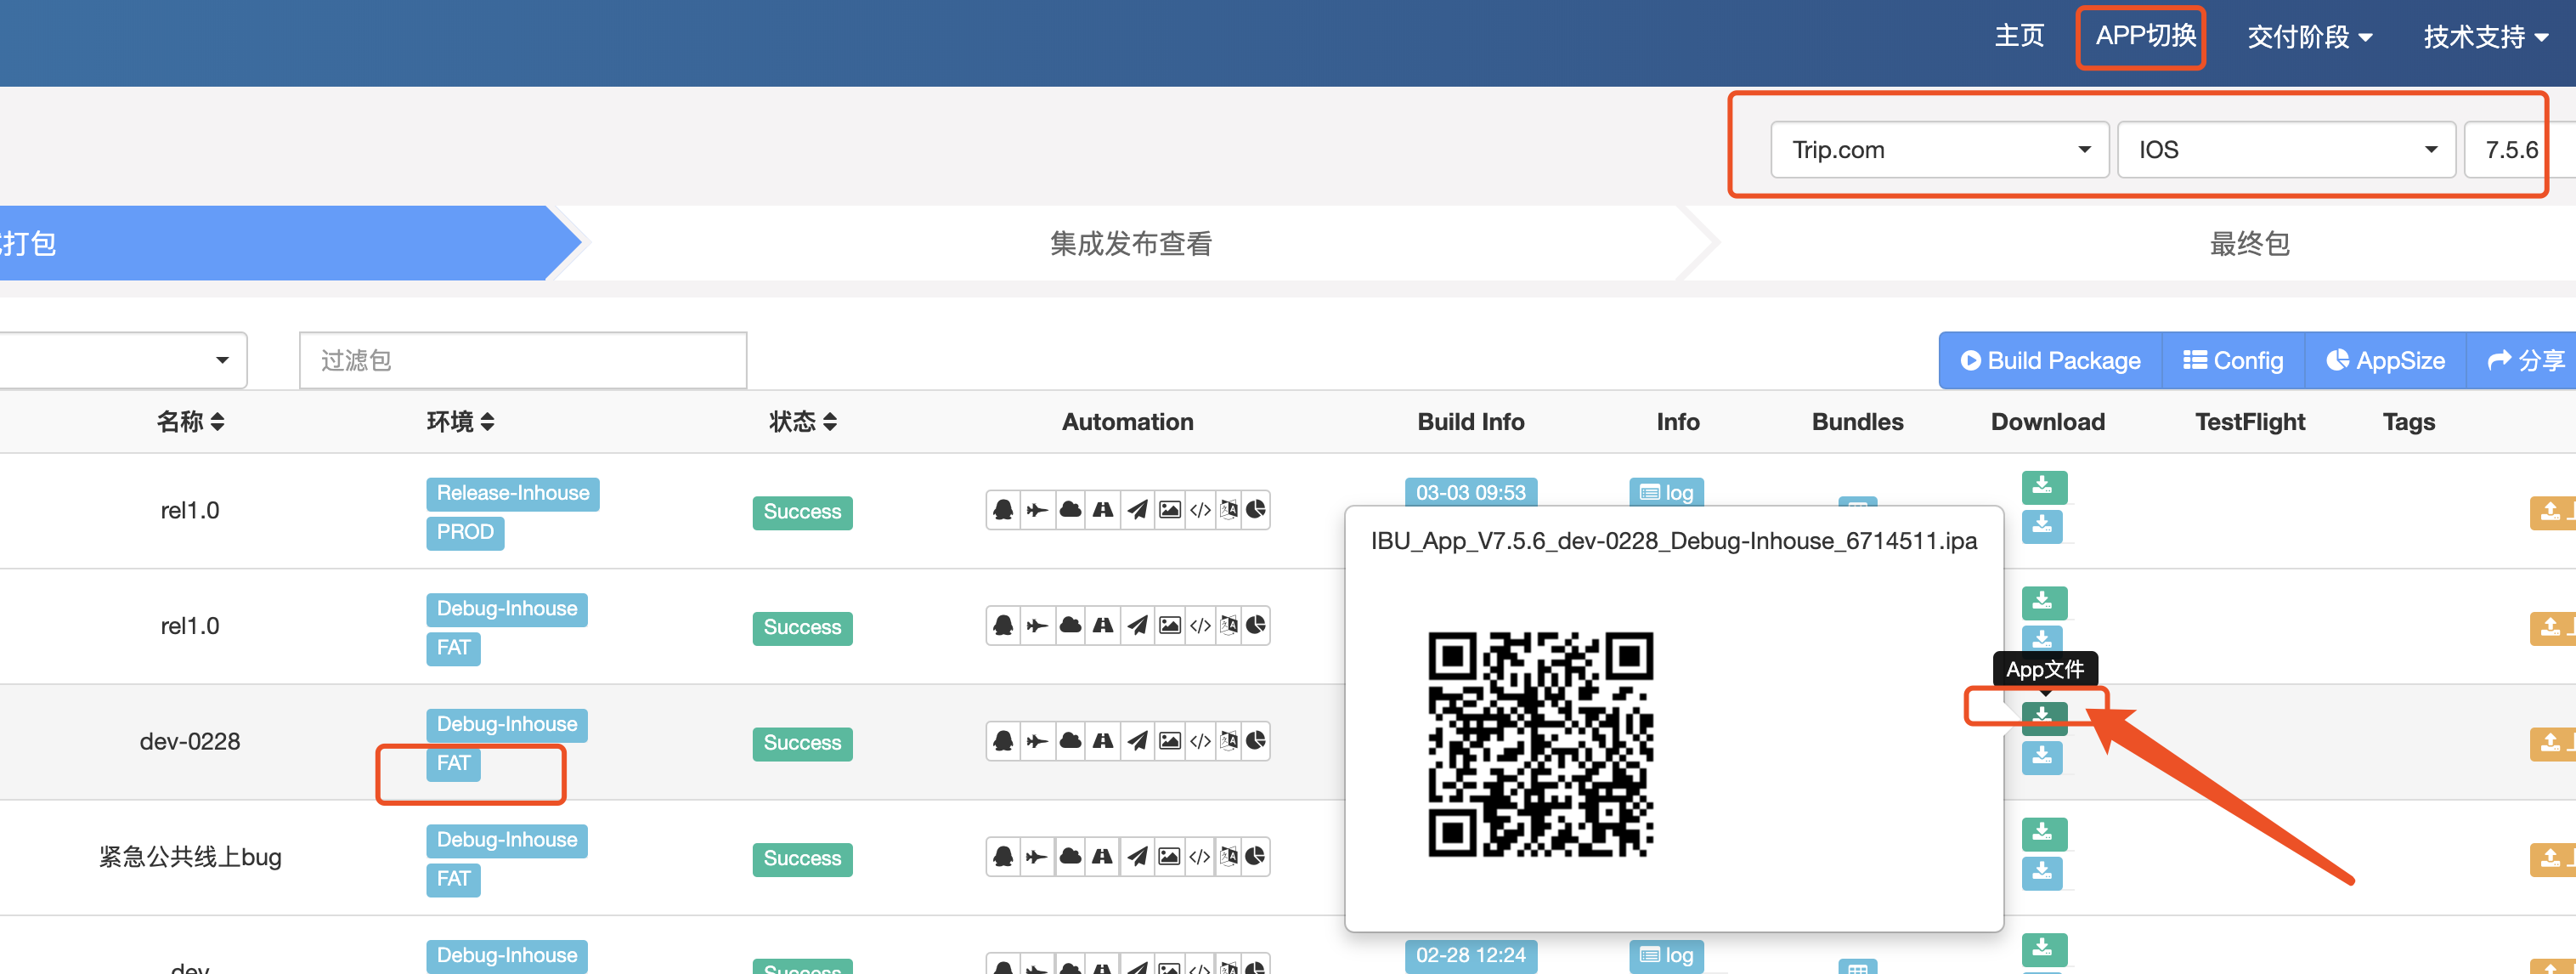 主页 APP切换 交付阶段 技术支持
Trip.com IOS 7.5.6
打包 集成发布查看 最终包
过滤包 Build Package Config AppSize 分享
名称 环境 状态 Automation Build Info Info Bundles Download TestFlight Tags
rel1.0 Release-Inhouse Success 03-03 09:53 log
PROD
IBU_App_V7.5.6_dev-0228_Debug-Inhouse_6714511.ipa
rel1.0 Debug-Inhouse Success
FAT
App文件
dev-0228 Debug-Inhouse Success
FAT
紧急公共线上bug Debug-Inhouse Success
FAT
dev Debug-Inhouse Success 02-28 12:24 log